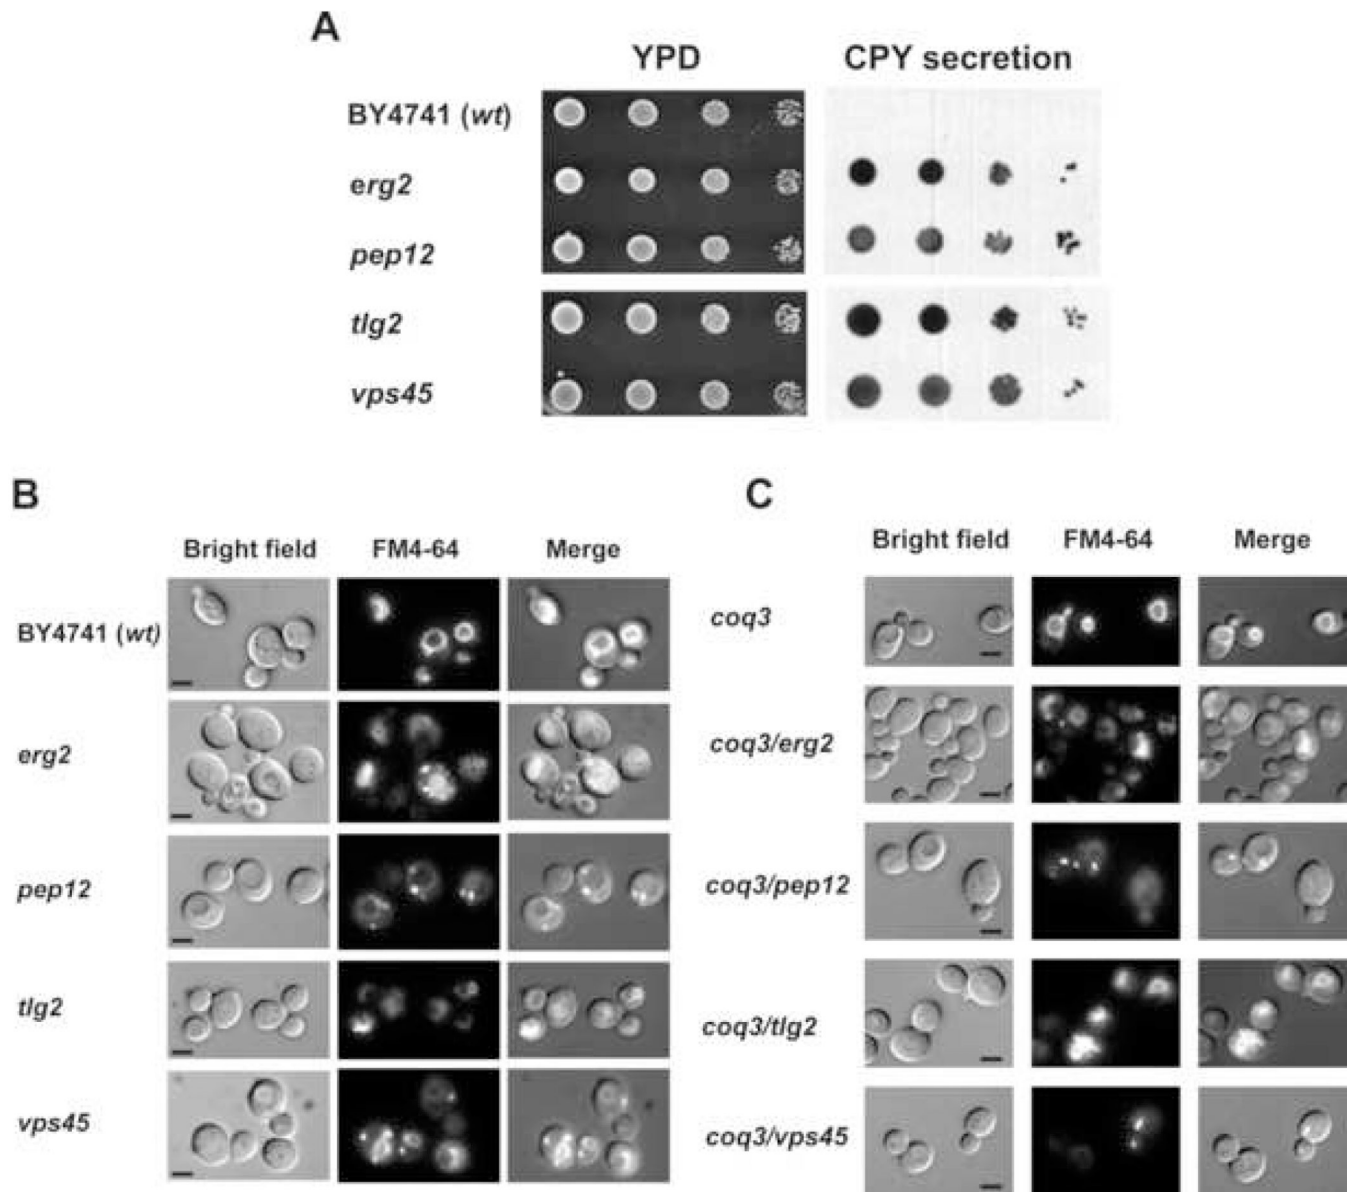 A
YPD CPY secretion
BY4741 (wt)
erg2
pep12
tlg2
vps45
B
Bright field FM4-64 Merge
BY4741 (wt)
erg2
pep12
tlg2
vps45
C
Bright field FM4-64 Merge
coq3
coq3/erg2
coq3/pep12
coq3/tlg2
coq3/vps45